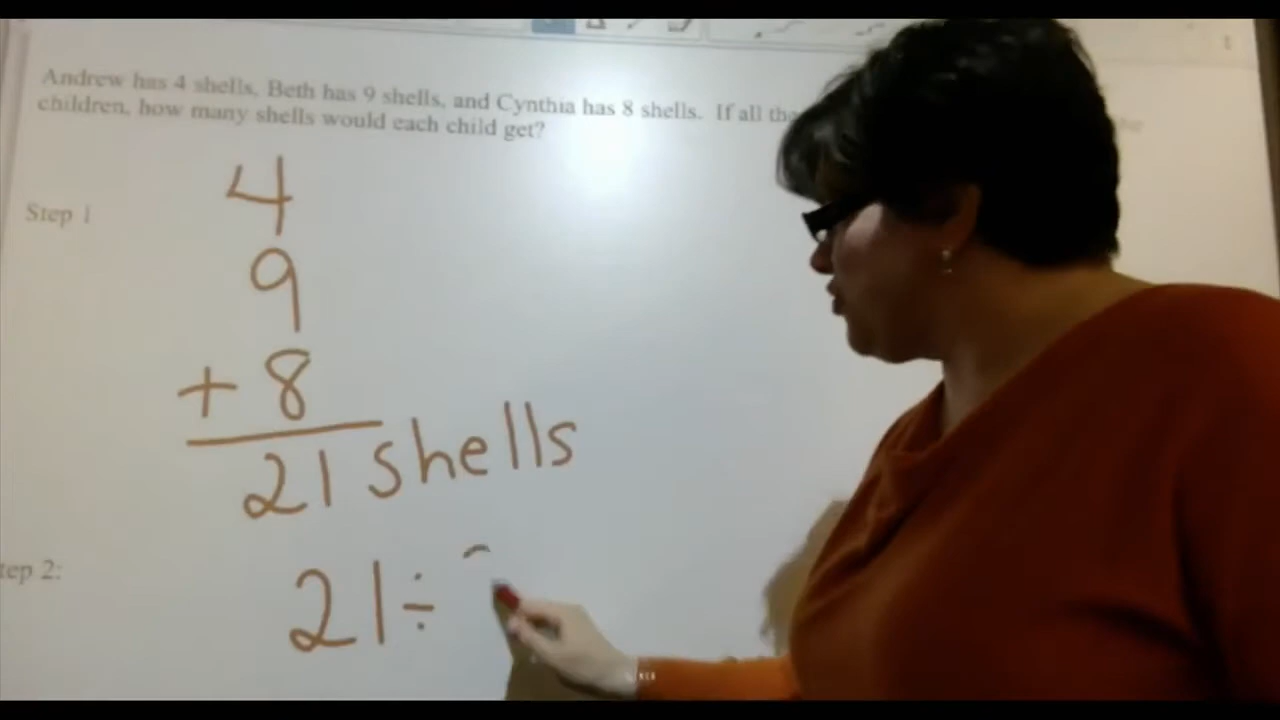 Andrew has 4 shells, Beth has 9 shells, and Cynthia has 8 shells. If all
children, how many shells would each child get?
Step 1
4
9
+ 8
21 shells
tep 2:
21 ÷